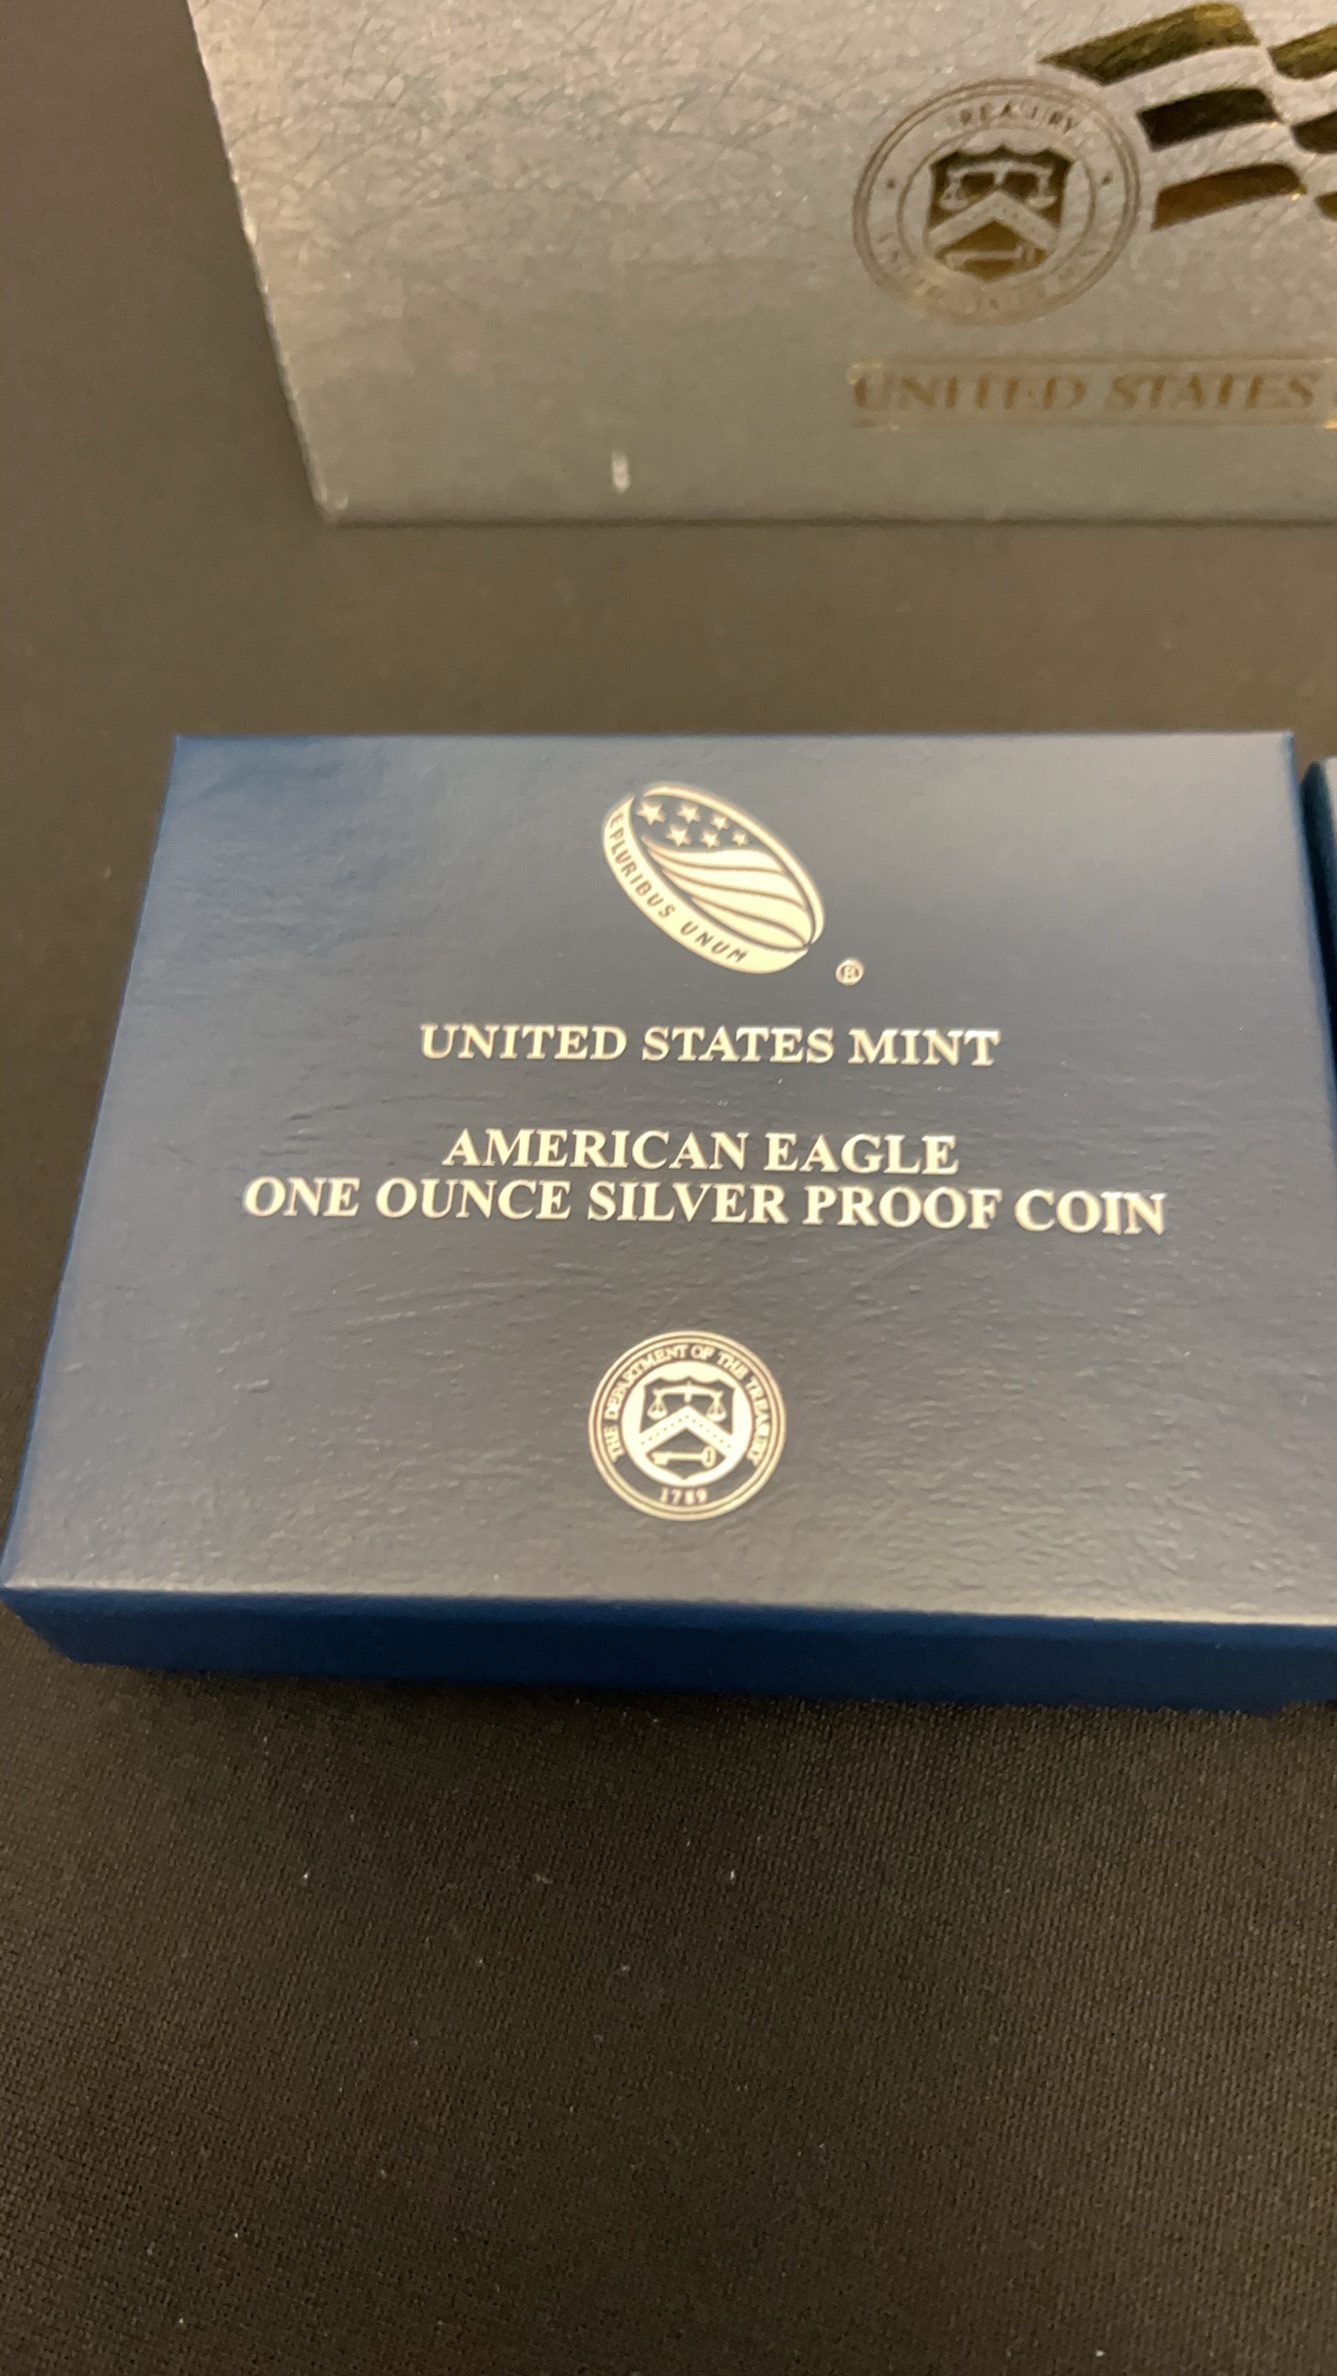 TREASURY
UNITED STATES
E PLURIBUS UNUM
®
UNITED STATES MINT
AMERICAN EAGLE
ONE OUNCE SILVER PROOF COIN
THE DEPARTMENT OF THE TREASURY
1789